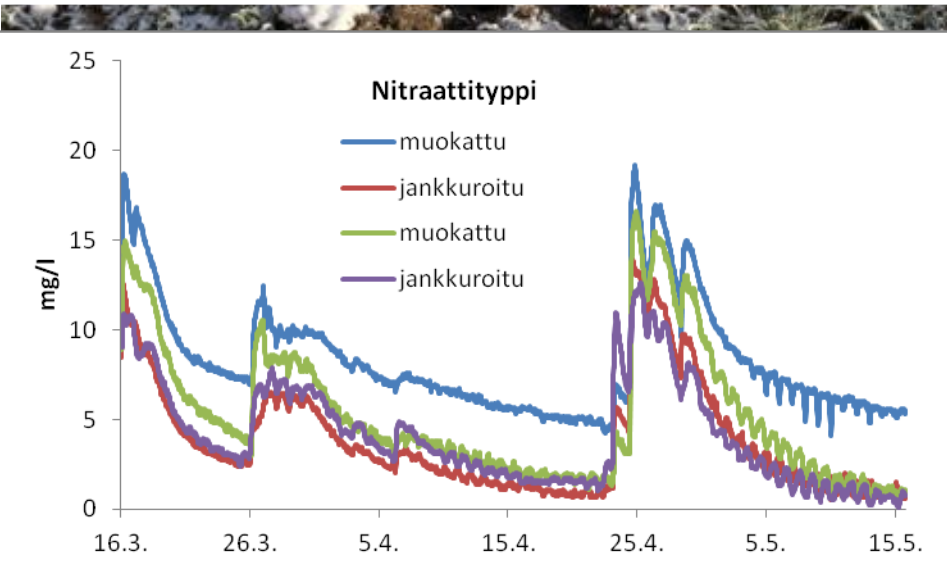 25
Nitraattityppi
muokattu
20
jankkuroitu
muokattu
15
jankkuroitu
mg/l
10
5
0
16.3. 26.3. 5.4. 15.4. 25.4. 5.5. 15.5.